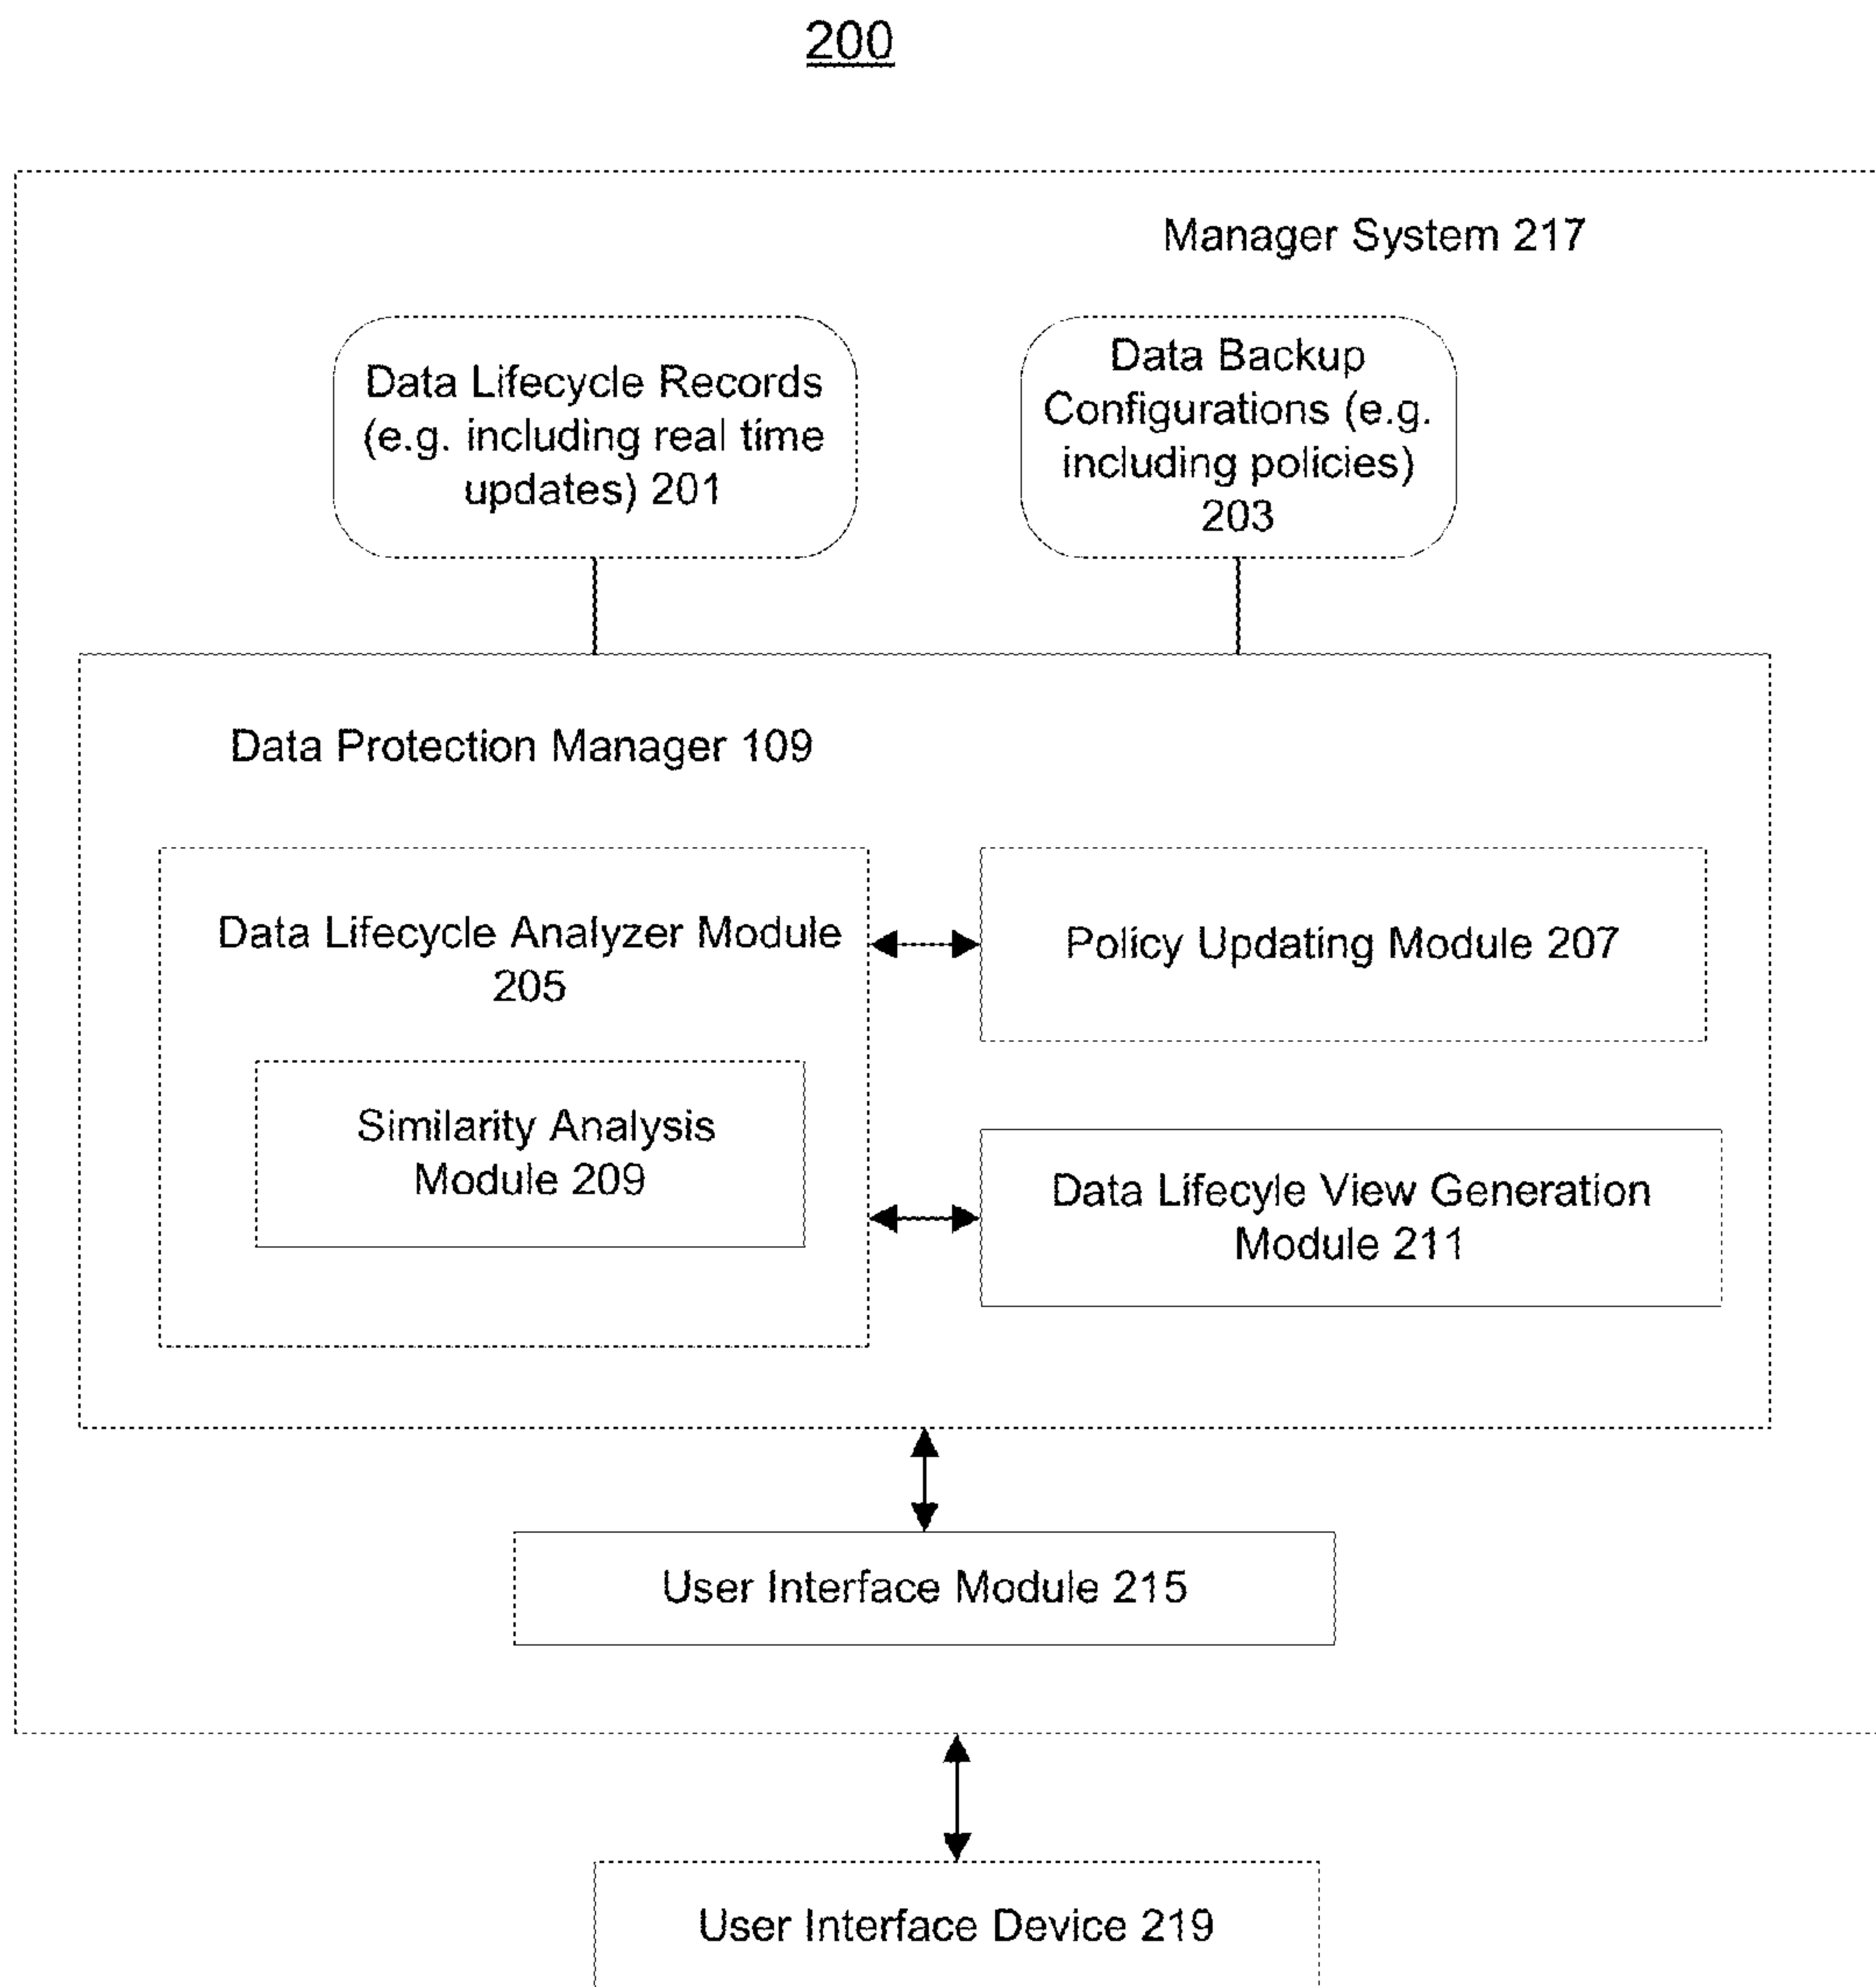 200
Manager System 217
Data Lifecycle Records
(e.g. including real time
updates) 201
Data Backup
Configurations (e.g.
including policies)
203
Data Protection Manager 109
Data Lifecycle Analyzer Module
205
Policy Updating Module 207
Similarity Analysis
Module 209
Data Lifecyle View Generation
Module 211
User Interface Module 215
User Interface Device 219